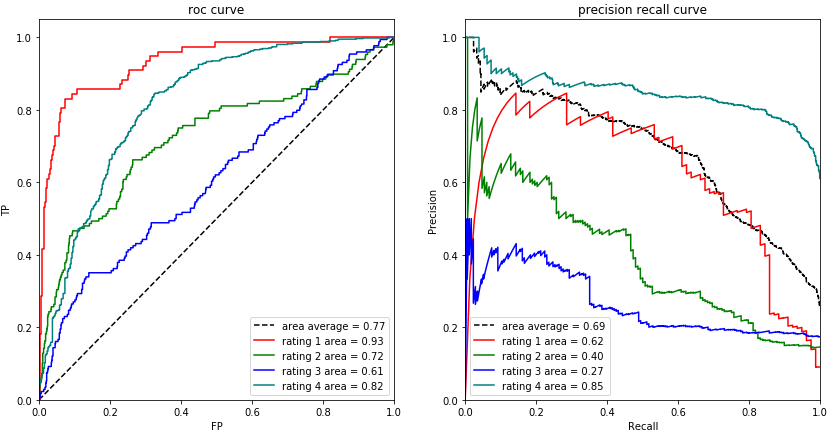 roc curve
1.0
0.8
0.6
0.4
0.2
0.0
TP
0.0
0.2
0.4
0.6
0.8
1.0
FP
area average = 0.77
rating 1 area = 0.93
rating 2 area = 0.72
rating 3 area = 0.61
rating 4 area = 0.82
precision recall curve
1.0
0.8
0.6
0.4
0.2
0.0
Precision
0.0
0.2
0.4
0.6
0.8
1.0
Recall
area average = 0.69
rating 1 area = 0.62
rating 2 area = 0.40
rating 3 area = 0.27
rating 4 area = 0.85